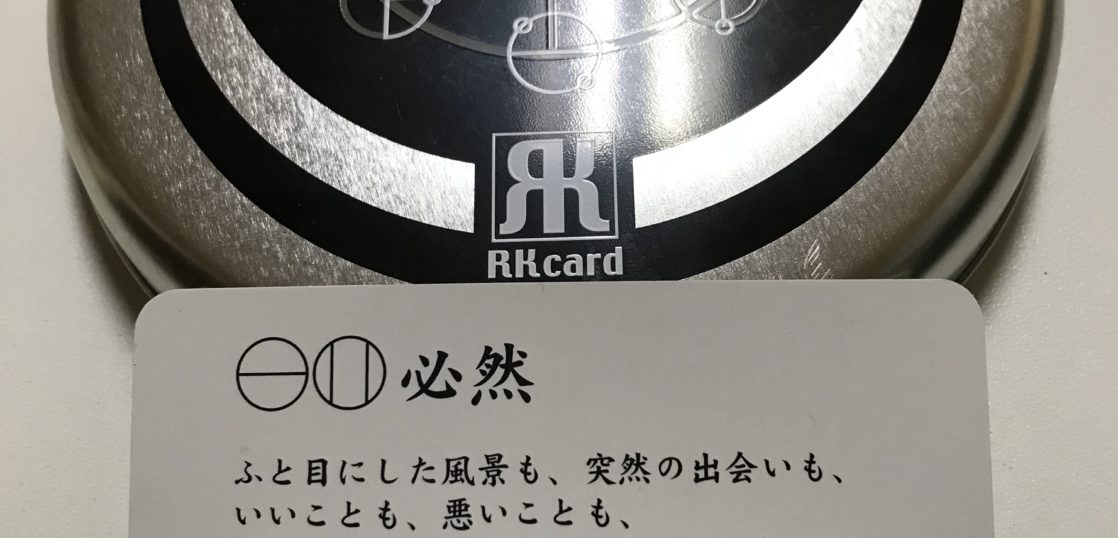 RK
RKcard
必然
ふと目にした風景も、突然の出会いも、
いいことも、悪いことも、